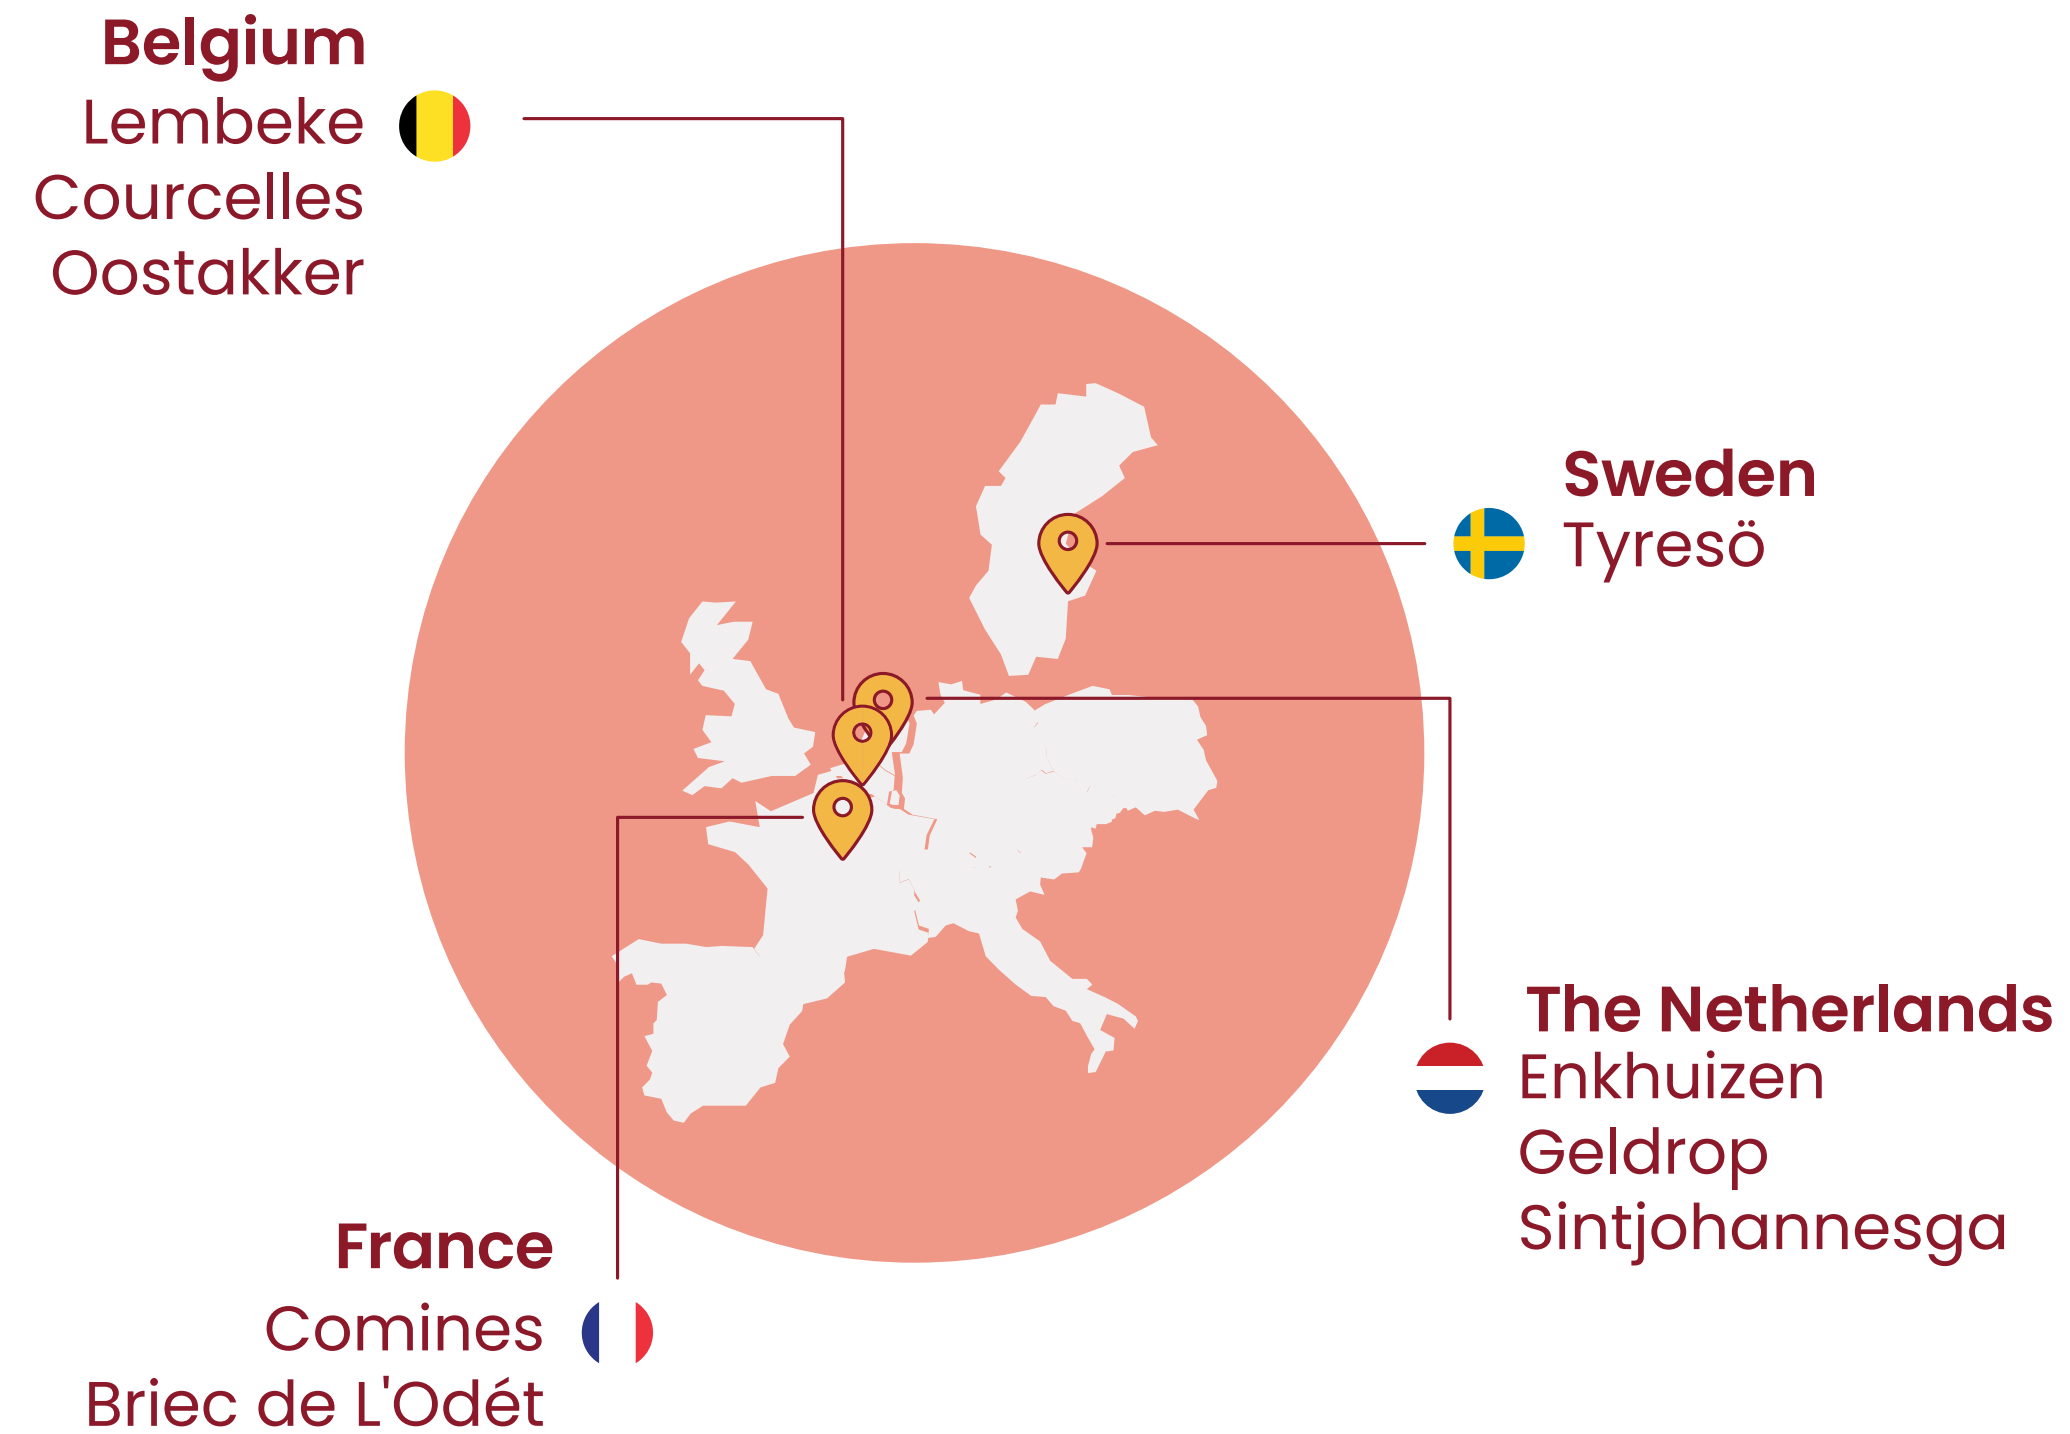 Belgium
Lembeke
Courcelles
Oostakker
Sweden
Tyresö
The Netherlands
Enkhuizen
Geldrop
Sintjohannesga
France
Comines
Briec de L'Odét